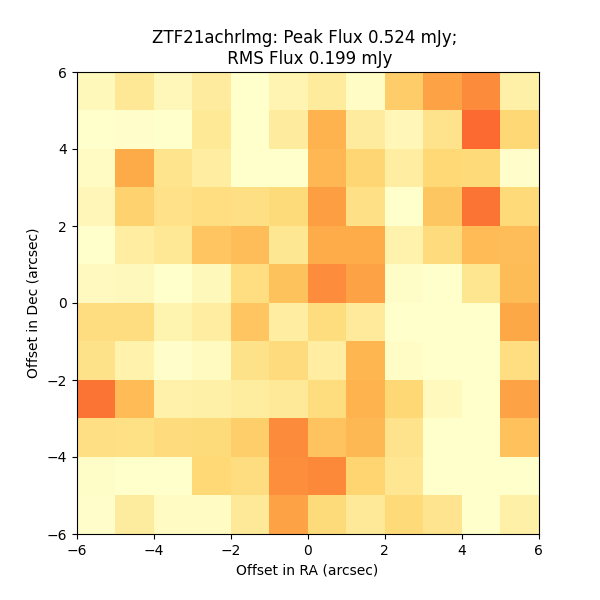 ZTF21achrlmg: Peak Flux 0.524 mJy;
RMS Flux 0.199 mJy
6
4
2
0
−2
−4
−6
Offset in Dec (arcsec)
−6 −4 −2 0 2 4 6
Offset in RA (arcsec)